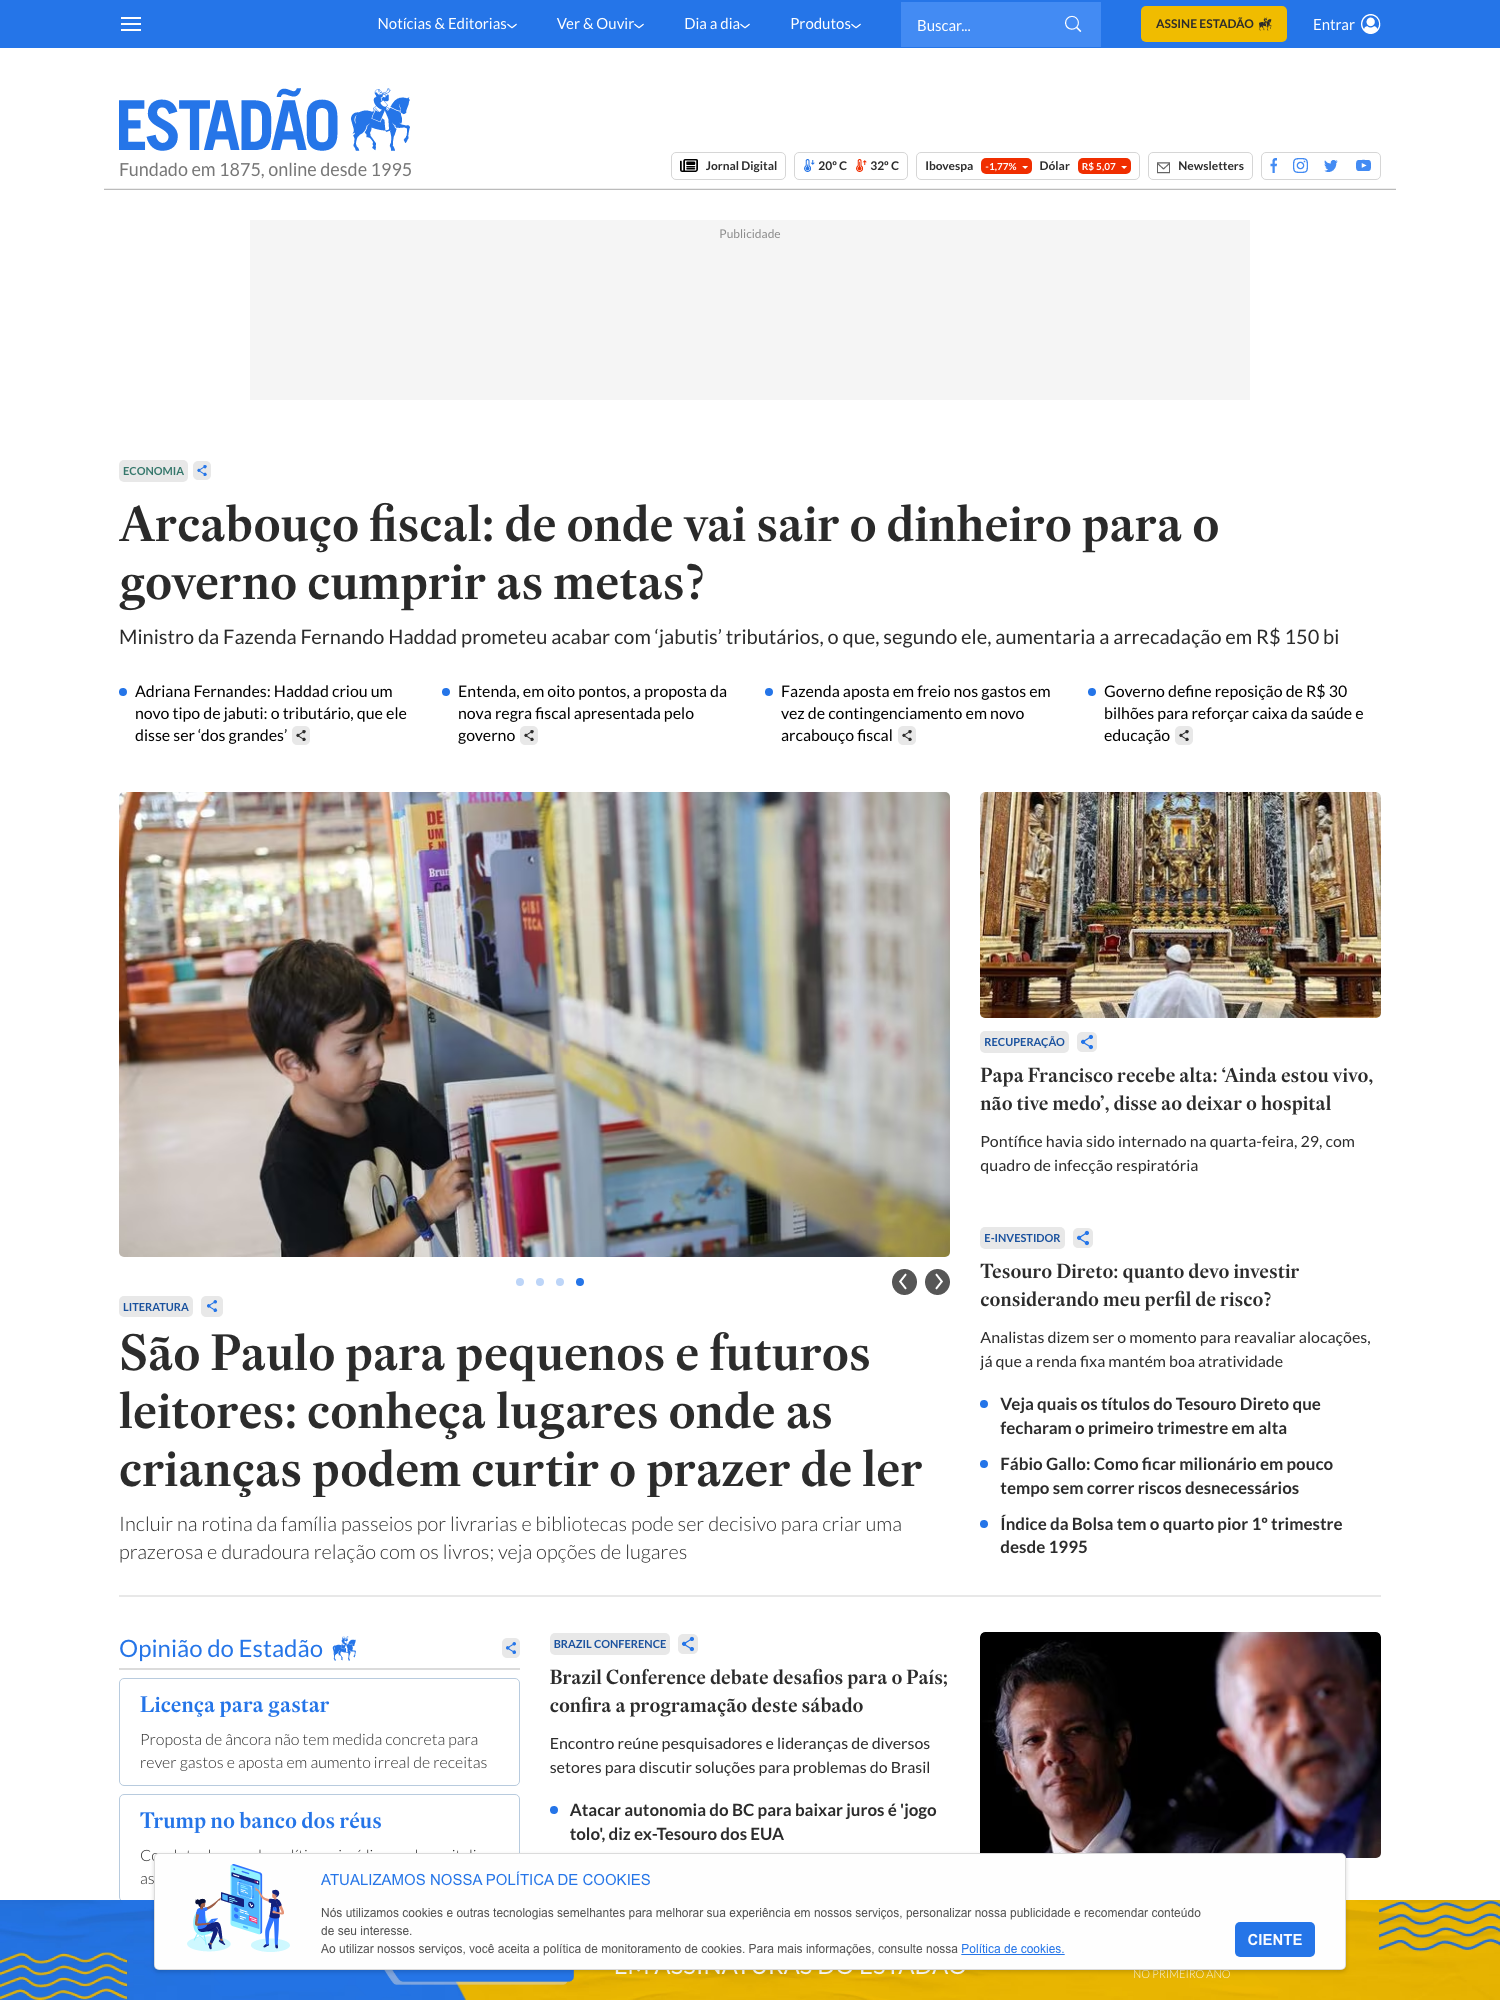 Notícias & Editorias
Ver & Ouvir
Dia a dia
Produtos
Buscar...
ASSINE ESTADÃO
Entrar
ESTADÃO
Fundado em 1875, online desde 1995
Jornal Digital
20º C
32º C
Ibovespa
-1,77%
Dólar
R$ 5,07
Newsletters
Publicidade
ECONOMIA
Arcabouço fiscal: de onde vai sair o dinheiro para o
governo cumprir as metas?
Ministro da Fazenda Fernando Haddad prometeu acabar com ‘jabutis’ tributários, o que, segundo ele, aumentaria a arrecadação em R$ 150 bi
Adriana Fernandes: Haddad criou um
novo tipo de jabuti: o tributário, que ele
disse ser ‘dos grandes’
Entenda, em oito pontos, a proposta da
nova regra fiscal apresentada pelo
governo
Fazenda aposta em freio nos gastos em
vez de contingenciamento em novo
arcabouço fiscal
Governo define reposição de R$ 30
bilhões para reforçar caixa da saúde e
educação
ROCKY
DE
UM E
Brun
GIBI
TECA
LITERATURA
São Paulo para pequenos e futuros
leitores: conheça lugares onde as
crianças podem curtir o prazer de ler
Incluir na rotina da família passeios por livrarias e bibliotecas pode ser decisivo para criar uma
prazerosa e duradoura relação com os livros; veja opções de lugares
RECUPERAÇÃO
Papa Francisco recebe alta: ‘Ainda estou vivo,
não tive medo’, disse ao deixar o hospital
Pontífice havia sido internado na quarta-feira, 29, com
quadro de infecção respiratória
E-INVESTIDOR
Tesouro Direto: quanto devo investir
considerando meu perfil de risco?
Analistas dizem ser o momento para reavaliar alocações,
já que a renda fixa mantém boa atratividade
Veja quais os títulos do Tesouro Direto que
fecharam o primeiro trimestre em alta
Fábio Gallo: Como ficar milionário em pouco
tempo sem correr riscos desnecessários
Índice da Bolsa tem o quarto pior 1º trimestre
desde 1995
Opinião do Estadão
Licença para gastar
Proposta de âncora não tem medida concreta para
rever gastos e aposta em aumento irreal de receitas
Trump no banco dos réus
as
BRAZIL CONFERENCE
Brazil Conference debate desafios para o País;
confira a programação deste sábado
Encontro reúne pesquisadores e lideranças de diversos
setores para discutir soluções para problemas do Brasil
Atacar autonomia do BC para baixar juros é 'jogo
tolo', diz ex-Tesouro dos EUA
ATUALIZAMOS NOSSA POLÍTICA DE COOKIES
Nós utilizamos cookies e outras tecnologias semelhantes para melhorar sua experiência em nossos serviços, personalizar nossa publicidade e recomendar conteúdo
de seu interesse.
Ao utilizar nossos serviços, você aceita a política de monitoramento de cookies. Para mais informações, consulte nossa Política de cookies.
CIENTE
EM ASSINATURAS DO ESTADÃO
NO PRIMEIRO ANO